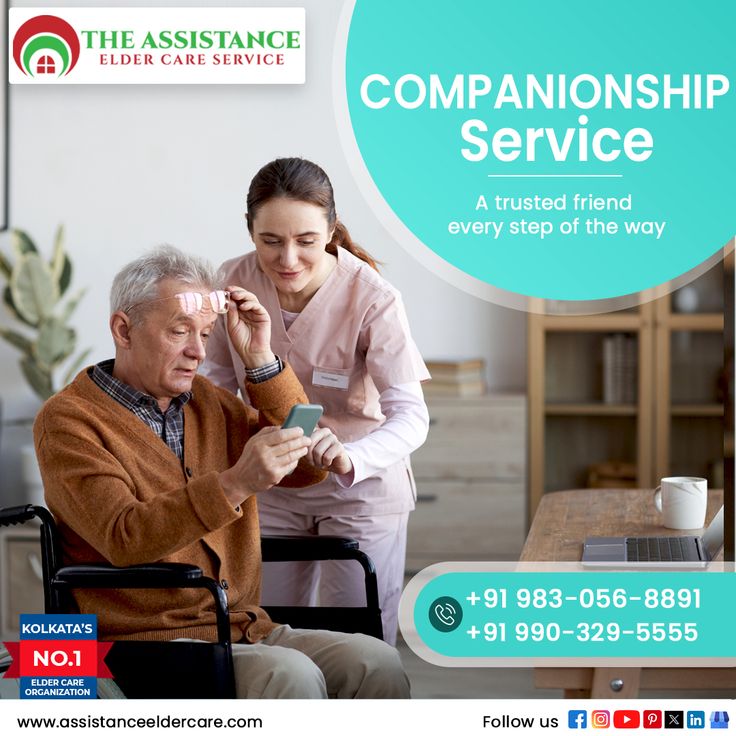 THE ASSISTANCE
ELDER CARE SERVICE
COMPANIONSHIP
Service
A trusted friend
every step of the way
+91 983-056-8891
+91 990-329-5555
KOLKATA'S
NO.1
ELDER CARE
ORGANIZATION
www.assistanceeldercare.com
Follow us